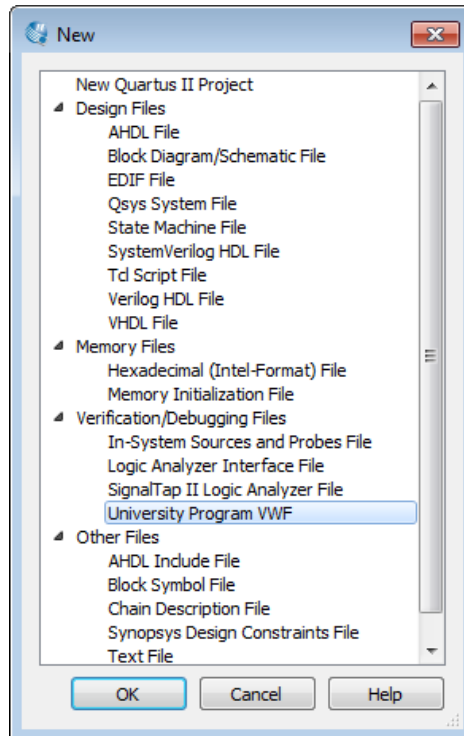 New
New Quartus II Project
Design Files
AHDL File
Block Diagram/Schematic File
EDIF File
Qsys System File
State Machine File
SystemVerilog HDL File
Tcl Script File
Verilog HDL File
VHDL File
Memory Files
Hexadecimal (Intel-Format) File
Memory Initialization File
Verification/Debugging Files
In-System Sources and Probes File
Logic Analyzer Interface File
SignalTap II Logic Analyzer File
University Program VWF
Other Files
AHDL Include File
Block Symbol File
Chain Description File
Synopsys Design Constraints File
Text File
OK Cancel Help